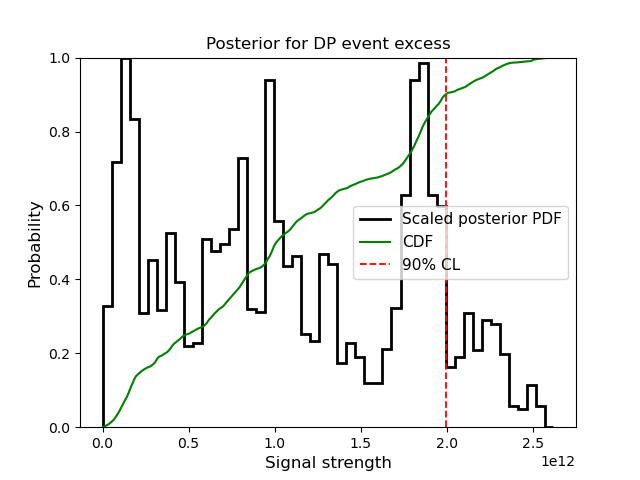 Posterior for DP event excess
1.0
0.8
0.6
0.4
0.2
0.0
Probability
Scaled posterior PDF
CDF
90% CL
0.0 0.5 1.0 1.5 2.0 2.5
1e12
Signal strength